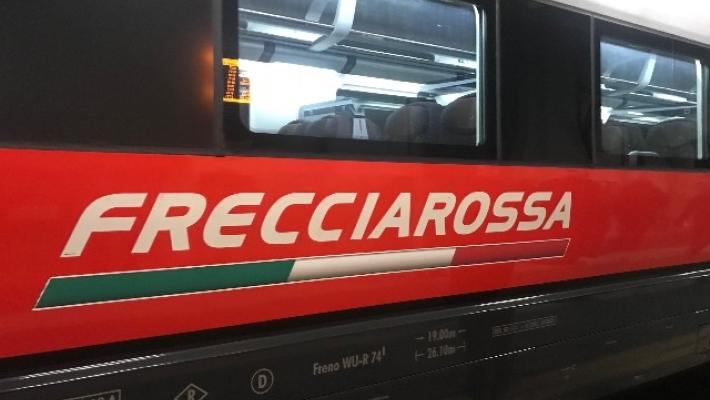 FRECCIAROSSA
Freno WU-R 74
19.00m
26.10m
D
R